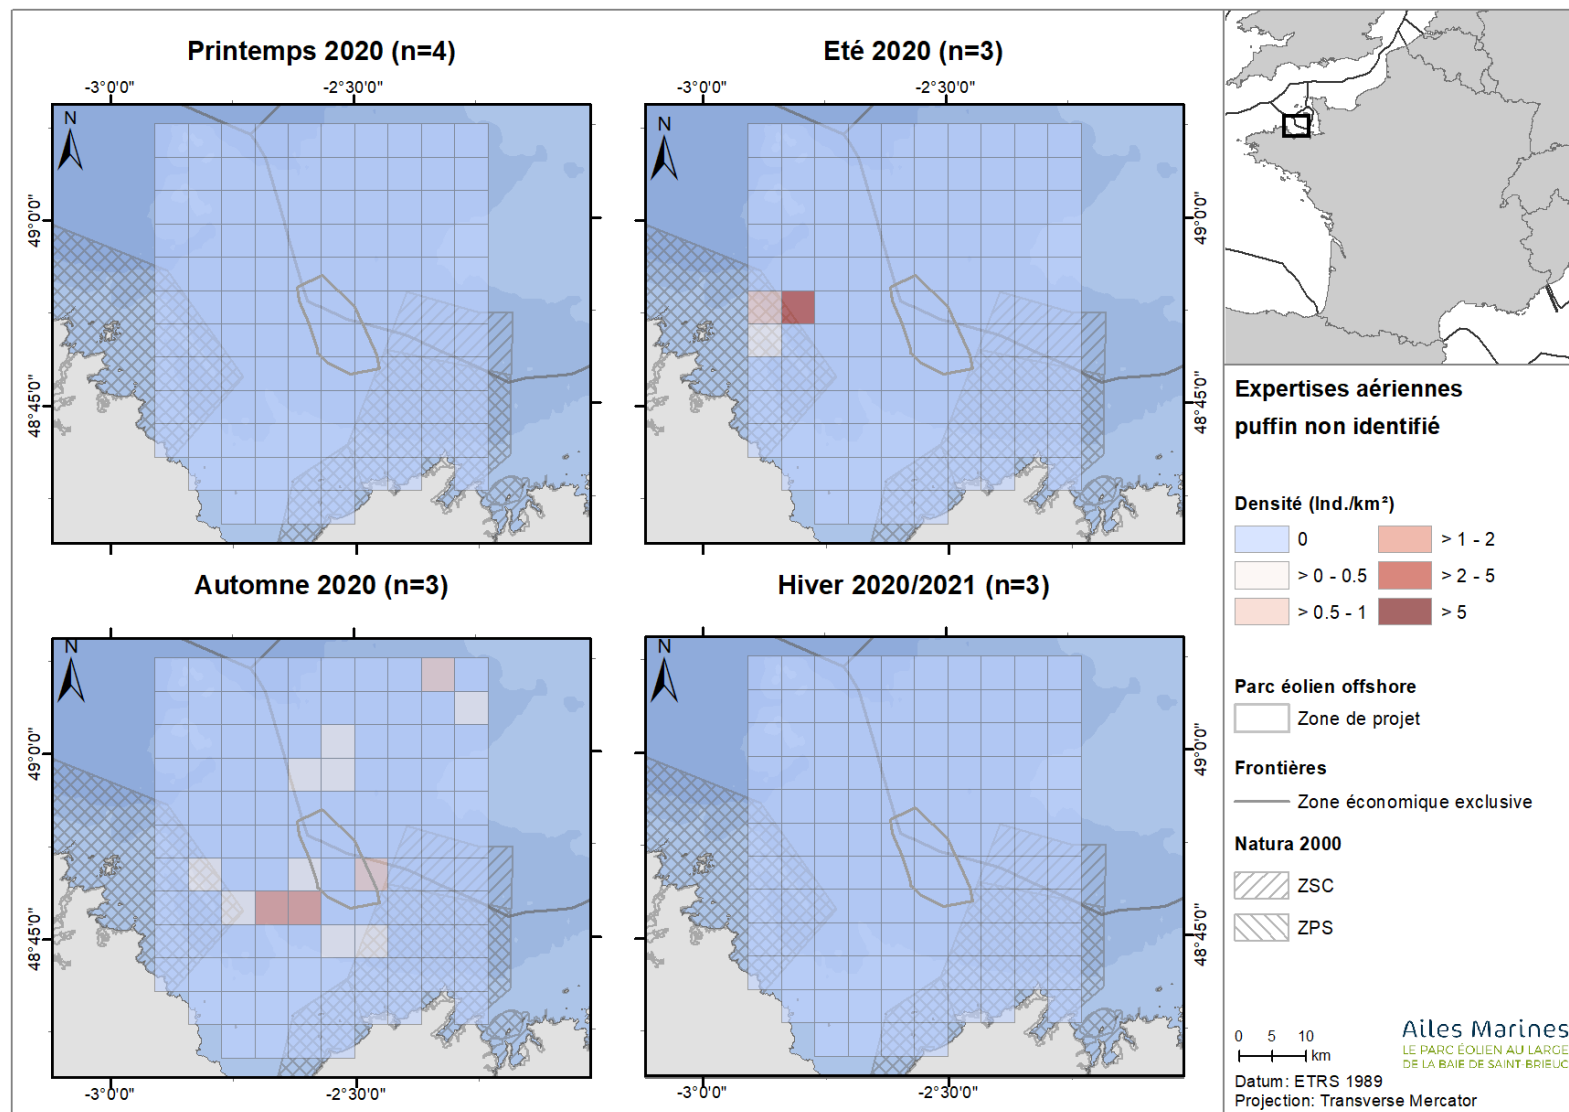 Printemps 2020 (n=4)
-3°0'0" -2°30'0"
N
49°0'0"
48°45'0"
Eté 2020 (n=3)
-3°0'0" -2°30'0"
N
49°0'0"
48°45'0"
Automne 2020 (n=3)
N
49°0'0"
48°45'0"
-3°0'0" -2°30'0"
Hiver 2020/2021 (n=3)
N
49°0'0"
48°45'0"
-3°0'0" -2°30'0"
Expertises aériennes
puffin non identifié
Densité (Ind./km²)
0 > 1 - 2
> 0 - 0.5 > 2 - 5
> 0.5 - 1 > 5
Parc éolien offshore
Zone de projet
Frontières
Zone économique exclusive
Natura 2000
ZSC
ZPS
0 5 10
km
Ailes Marines
LE PARC ÉOLIEN AU LARGE
DE LA BAIE DE SAINT-BRIEUC
Datum: ETRS 1989
Projection: Transverse Mercator